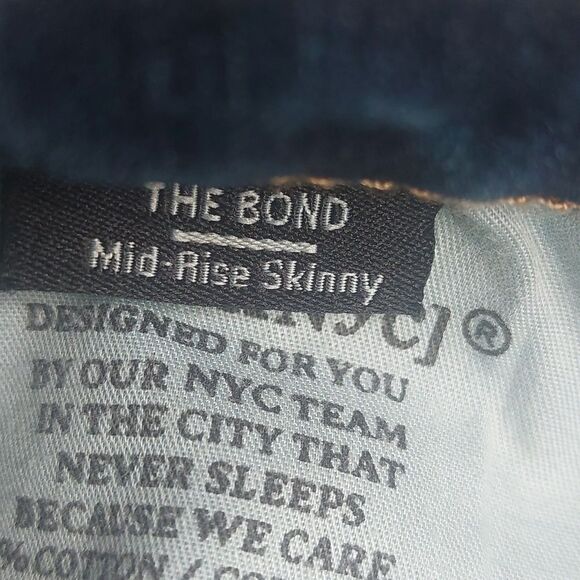 THE BOND
Mid-Rise Skinny
NYC]®
DESIGNED FOR YOU
BY OUR NYC TEAM
IN THE CITY THAT
NEVER SLEEPS
BECAUSE WE CARE
% COTTON /